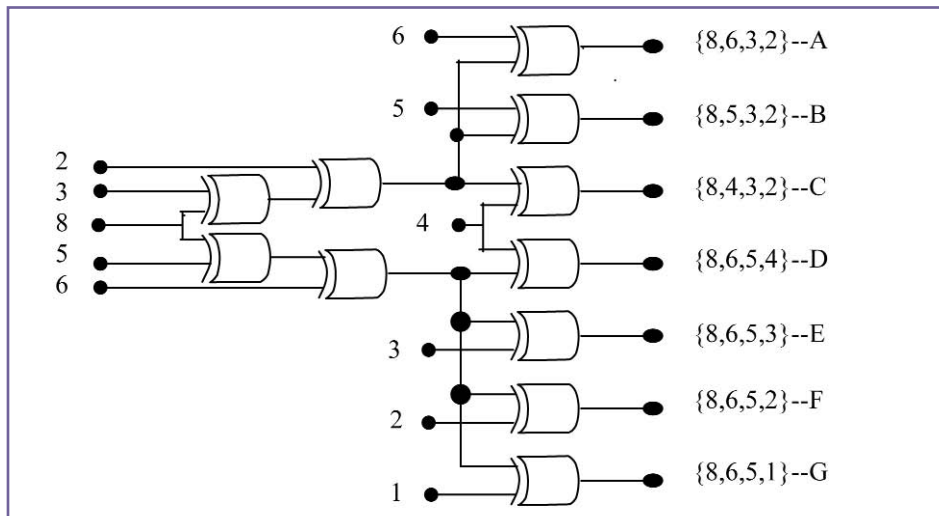 6 {8,6,3,2}--A
5 {8,5,3,2}--B
2
3 {8,4,3,2}--C
8 4
5 {8,6,5,4}--D
6
3 {8,6,5,3}--E
2 {8,6,5,2}--F
1 {8,6,5,1}--G